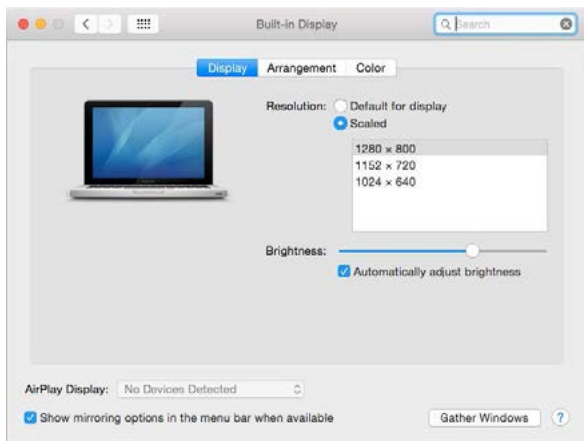 Built-in Display
Search
Display Arrangement Color
Resolution: Default for display
Scaled
1280 × 800
1152 × 720
1024 × 640
Brightness:
Automatically adjust brightness
AirPlay Display: No Devices Detected
Show mirroring options in the menu bar when available
Gather Windows ?